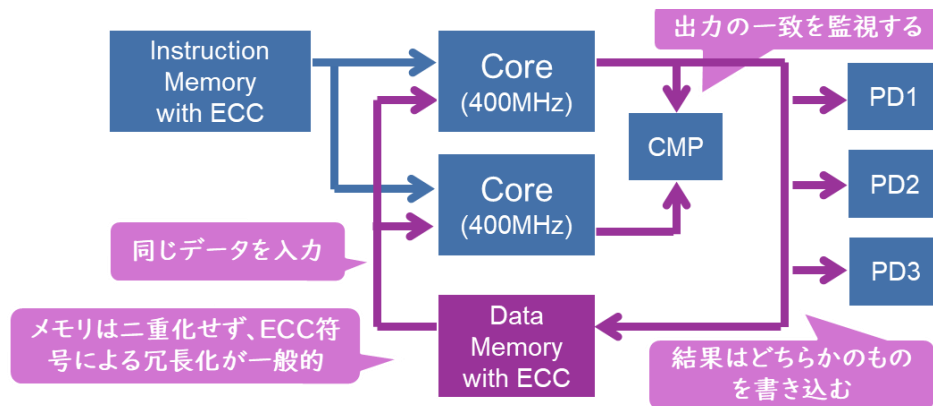 出力の一致を監視する
Instruction
Memory
with ECC
Core
(400MHz)
CMP
PD1
Core
(400MHz)
PD2
同じデータを入力
PD3
メモリは二重化せず、ECC符
号による冗長化が一般的
Data
Memory
with ECC
結果はどちらかのもの
を書き込む